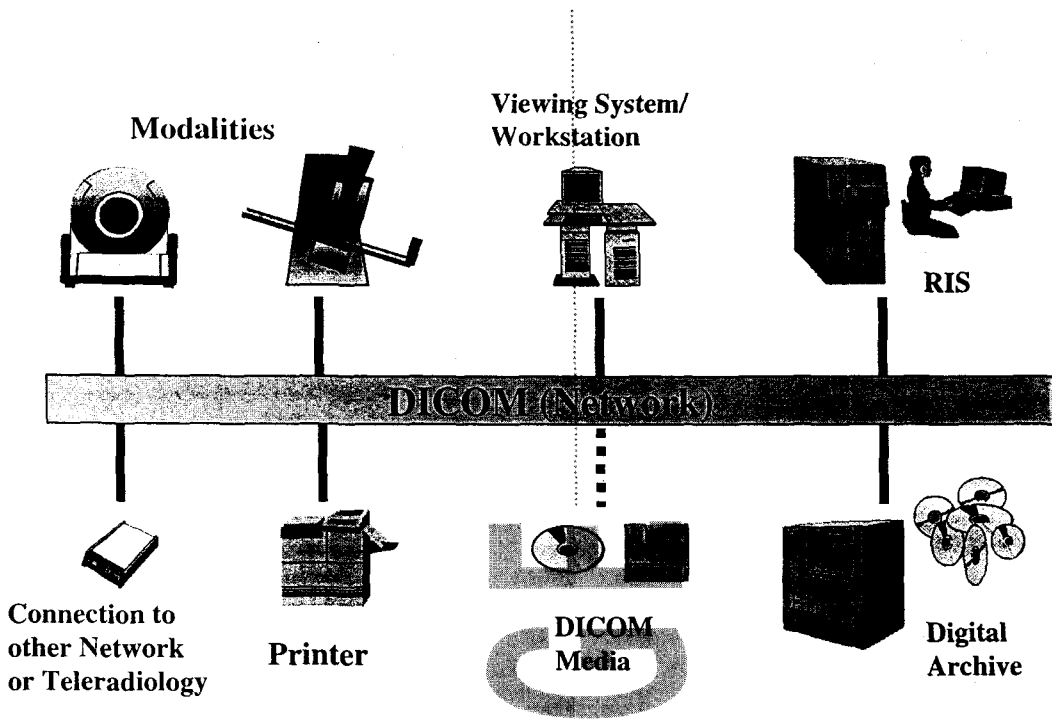 Modalities
Viewing System/
Workstation
RIS
DICOM (Network)
Connection to
other Network
or Teleradiology
Printer
DICOM
Media
Digital
Archive